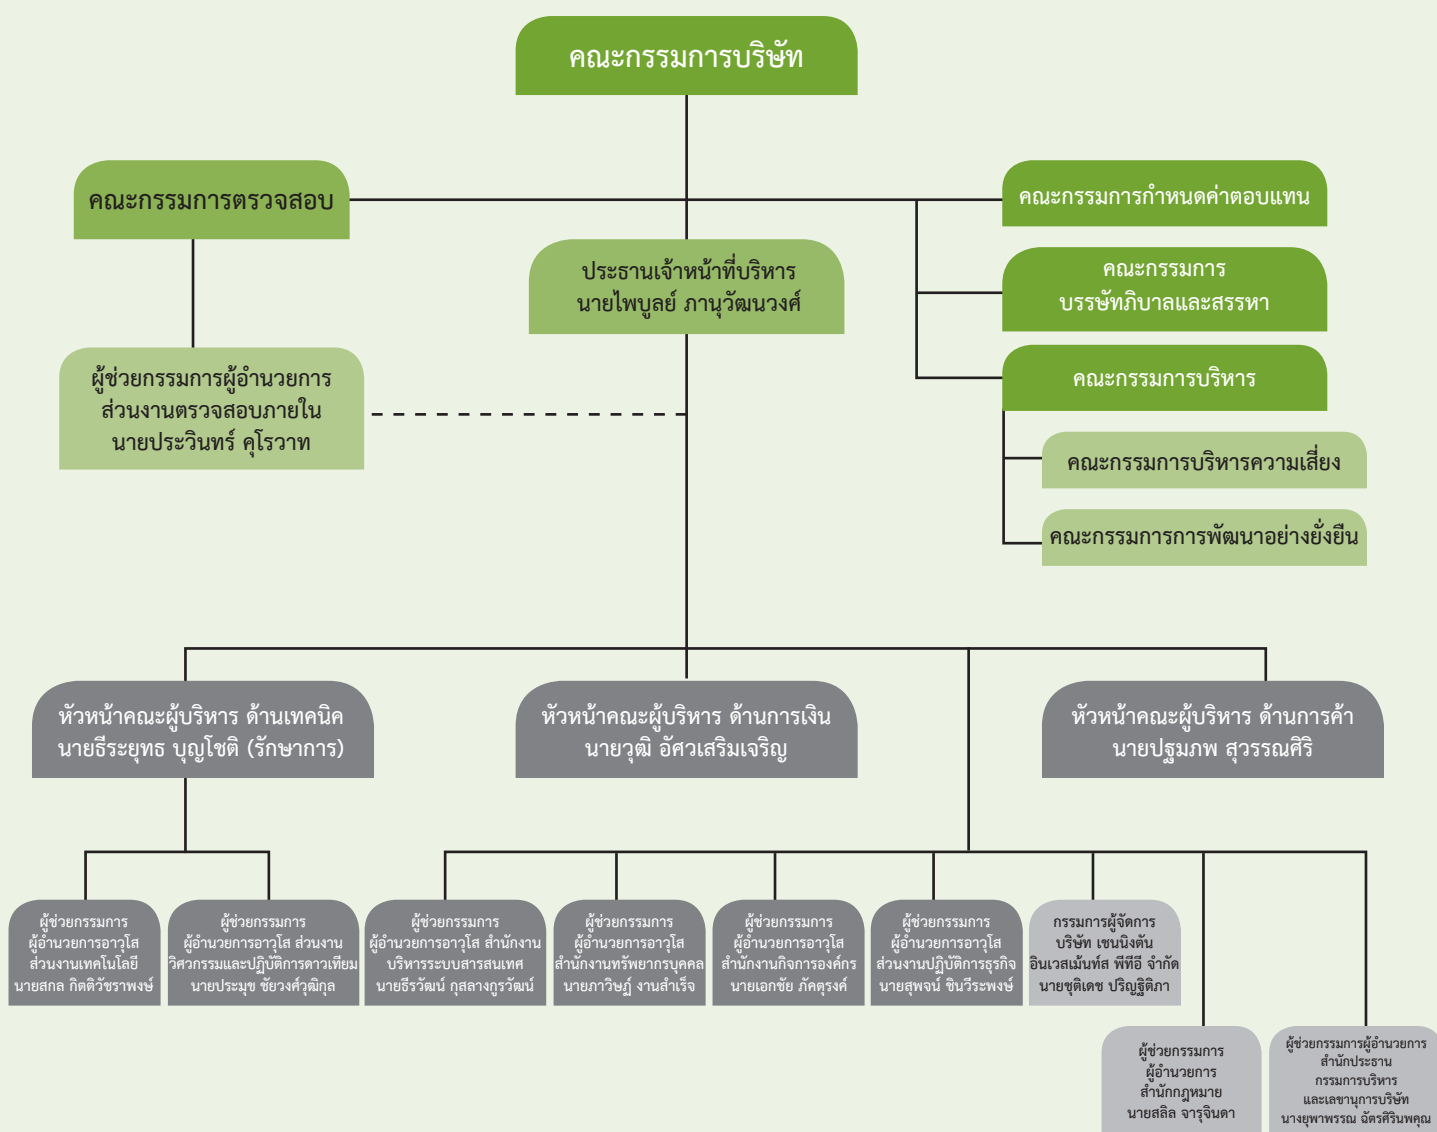 คณะกรรมการบริษัท
คณะกรรมการตรวจสอบ
คณะกรรมการกำหนดค่าตอบแทน
ประธานเจ้าหน้าที่บริหาร
นายไพบูลย์ ภานุวัฒนวงศ์
คณะกรรมการ
บรรษัทภิบาลและสรรหา
ผู้ช่วยกรรมการผู้อำนวยการ
ส่วนงานตรวจสอบภายใน
นายประวินทร์ คุโรวาท
คณะกรรมการบริหาร
คณะกรรมการบริหารความเสี่ยง
คณะกรรมการการพัฒนาอย่างยั่งยืน
หัวหน้าคณะผู้บริหาร ด้านเทคนิค
นายธีระยุทธ บุญโชติ (รักษาการ)
หัวหน้าคณะผู้บริหาร ด้านการเงิน
นายวุฒิ อัศวเสริมเจริญ
หัวหน้าคณะผู้บริหาร ด้านการค้า
นายปฐมภพ สุวรรณศิริ
ผู้ช่วยกรรมการ
ผู้อำนวยการอาวุโส
ส่วนงานเทคโนโลยี
นายสกล กิตติวัชราพงษ์
ผู้ช่วยกรรมการ
ผู้อำนวยการอาวุโส ส่วนงาน
วิศวกรรมและปฏิบัติการดาวเทียม
นายประมุข ชัยวงศ์วุฒิกุล
ผู้ช่วยกรรมการ
ผู้อำนวยการอาวุโส สำนักงาน
บริหารระบบสารสนเทศ
นายธีรวัฒน์ กุสลางกูรวัฒน์
ผู้ช่วยกรรมการ
ผู้อำนวยการอาวุโส
สำนักงานทรัพยากรบุคคล
นายภาวิษฏ์ งานสำเร็จ
ผู้ช่วยกรรมการ
ผู้อำนวยการอาวุโส
สำนักงานกิจการองค์กร
นายเอกชัย ภัคตุรงค์
ผู้ช่วยกรรมการ
ผู้อำนวยการอาวุโส
ส่วนงานปฏิบัติการธุรกิจ
นายสุพจน์ ชินวีระพงษ์
กรรมการผู้จัดการ
บริษัท เชนนิงตัน
อินเวสเม้นท์ส พีทีอี จำกัด
นายชุติเดช ปริญฐิติภา
ผู้ช่วยกรรมการ
ผู้อำนวยการ
สำนักกฎหมาย
นายสลิล จารุจินดา
ผู้ช่วยกรรมการผู้อำนวยการ
สำนักประธาน
กรรมการบริหาร
และเลขานุการบริษัท
นางยุพาพรรณ ฉัตรศิรินพคุณ